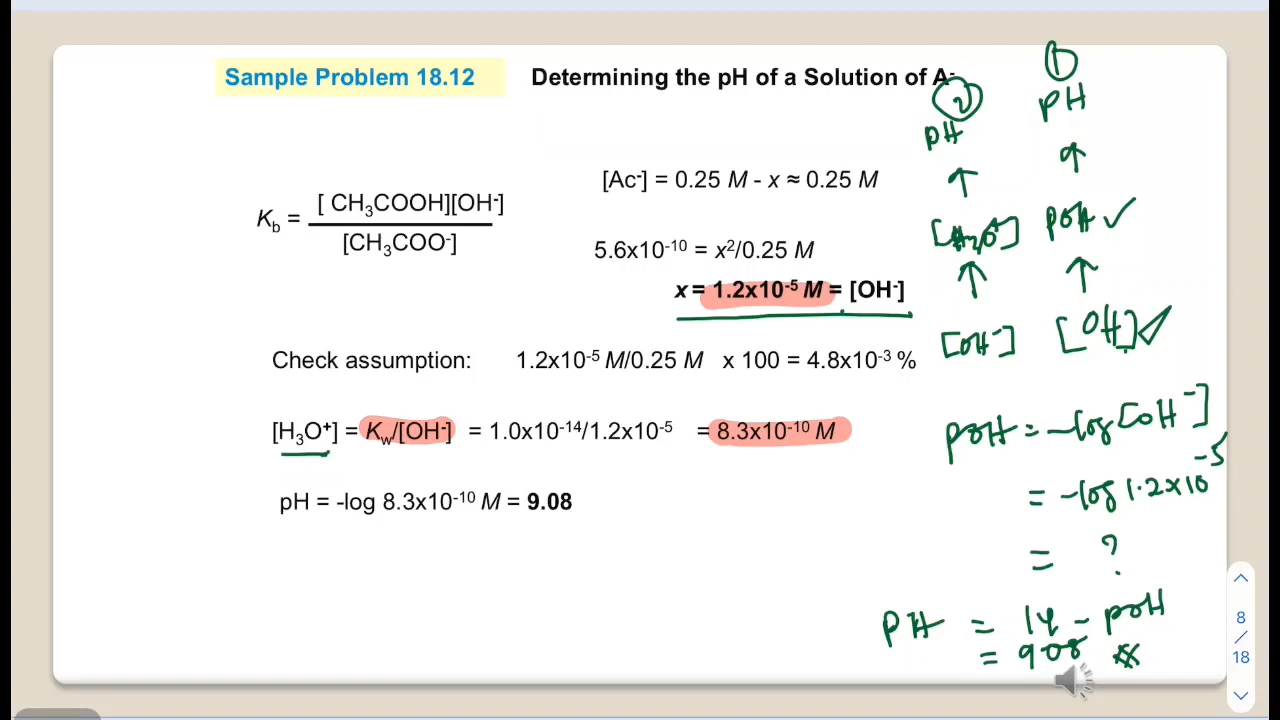 Sample Problem 18.12 Determining the pH of a Solution of A-
[Ac-] = 0.25 M - x ≈ 0.25 M
Kb = [ CH3COOH][OH-]
[CH3COO-]
5.6x10-10 = x2/0.25 M
x = 1.2x10-5 M = [OH-]
Check assumption: 1.2x10-5 M/0.25 M x 100 = 4.8x10-3 %
[H3O+] = Kw/[OH-] = 1.0x10-14/1.2x10-5 = 8.3x10-10 M
pH = -log 8.3x10-10 M = 9.08
①
pH
↑
pOH ✓
↑
[OH-] ✓
②
pH
↑
[H3O+]
↑
[OH-]
pOH = -log [OH-]
= -log 1.2x10-5
= ?
pH = 14 - pOH
= 9.08
8
/
18